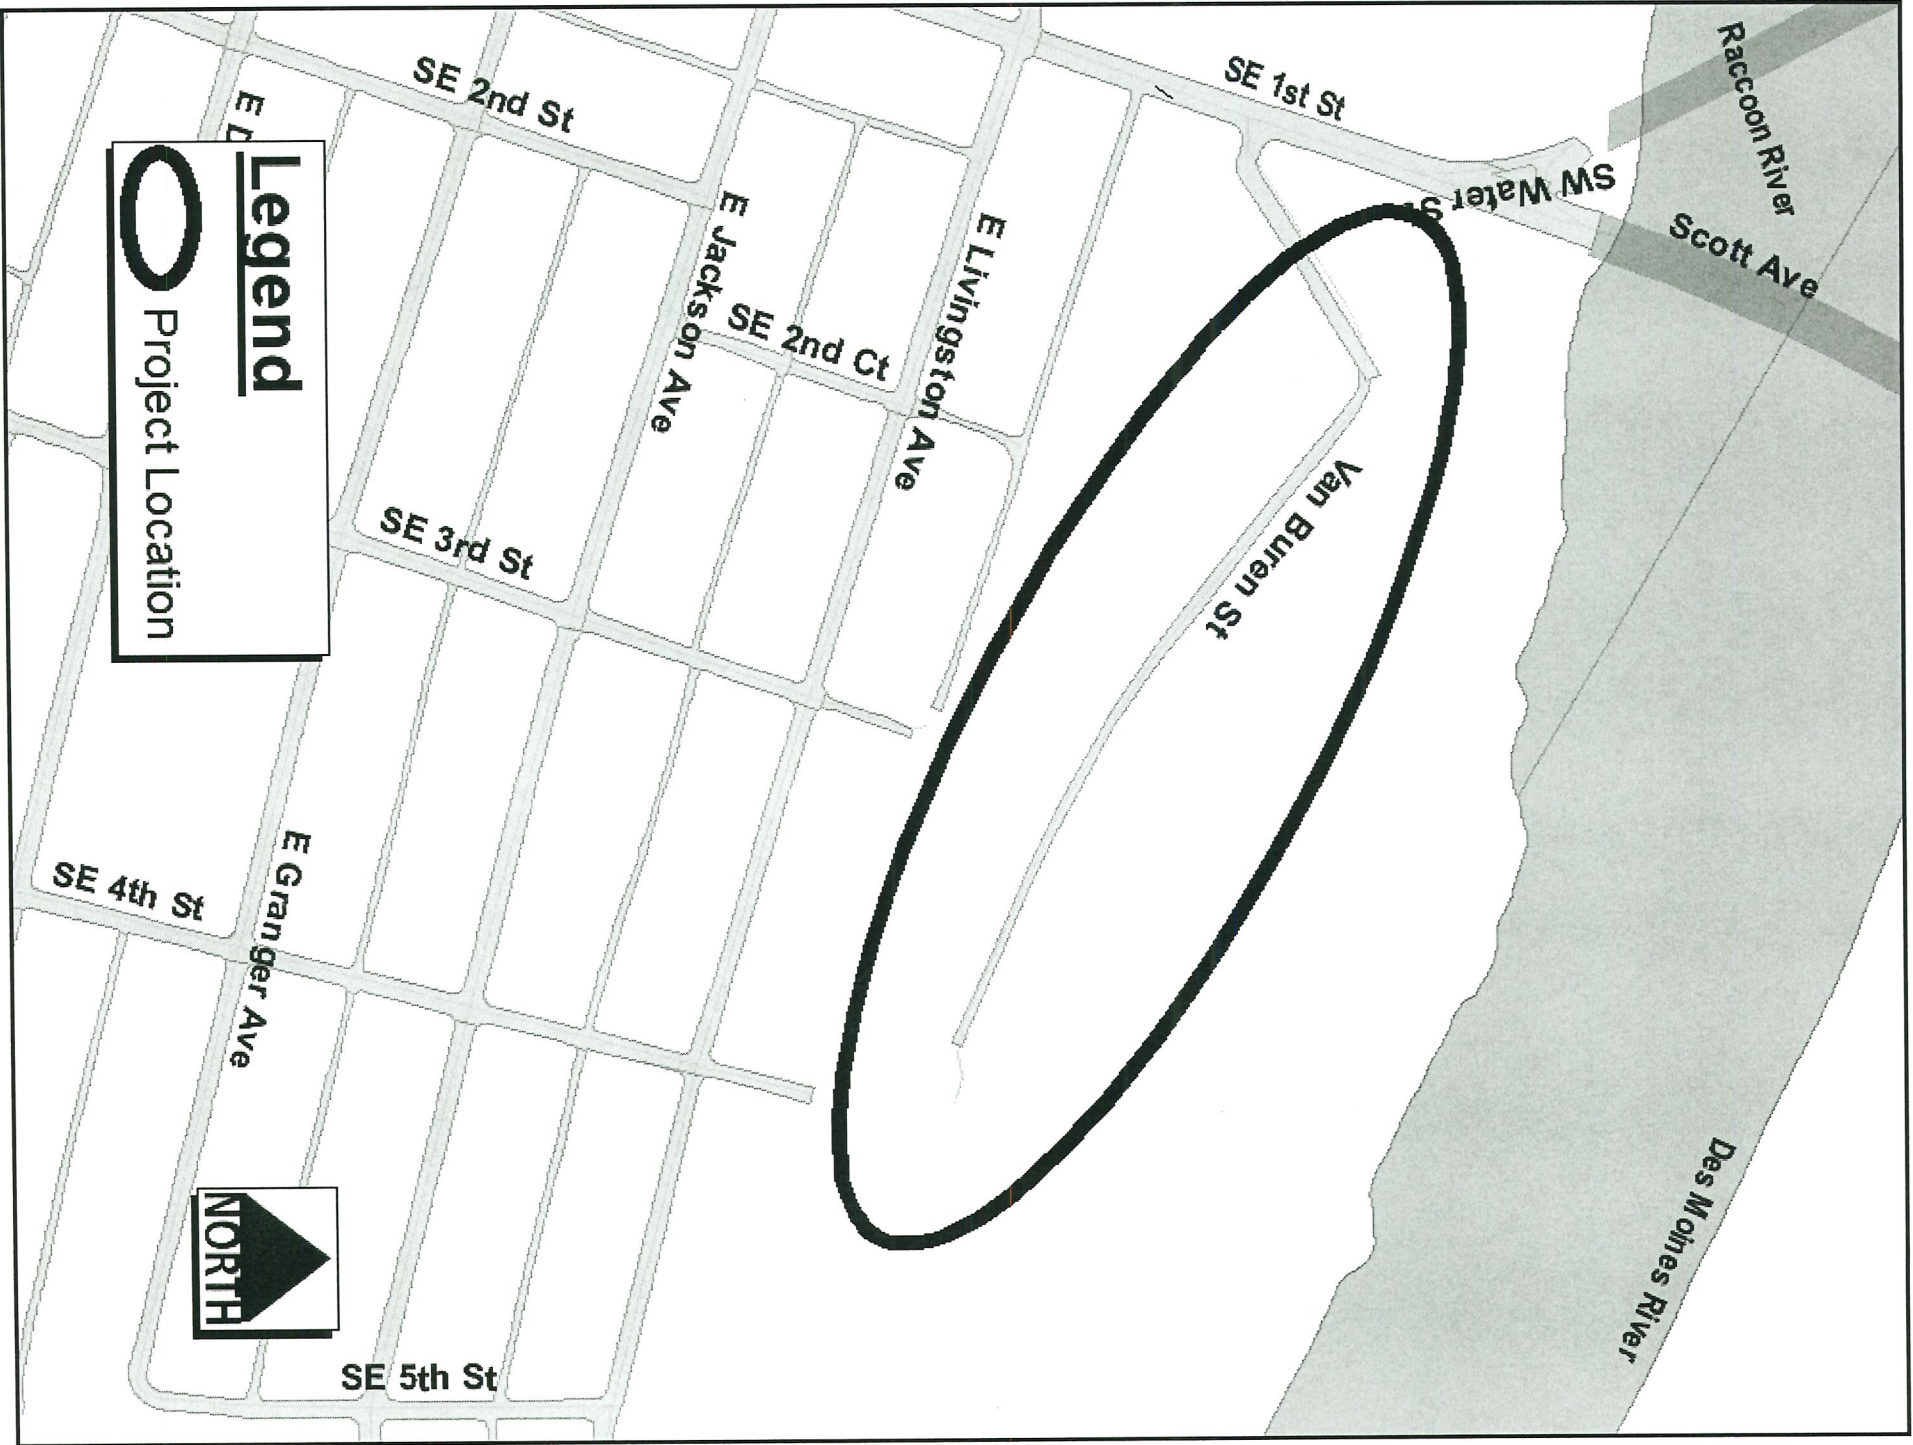 Raccoon River
SE 1st St
SW Water St
Scott Ave
SE 2nd St
E D
Legend
Project Location
E Jackson Ave
SE 2nd Ct
E Livingston Ave
Van Buren St
SE 3rd St
SE 4th St
E Granger Ave
Des Moines River
NORTH
SE 5th St